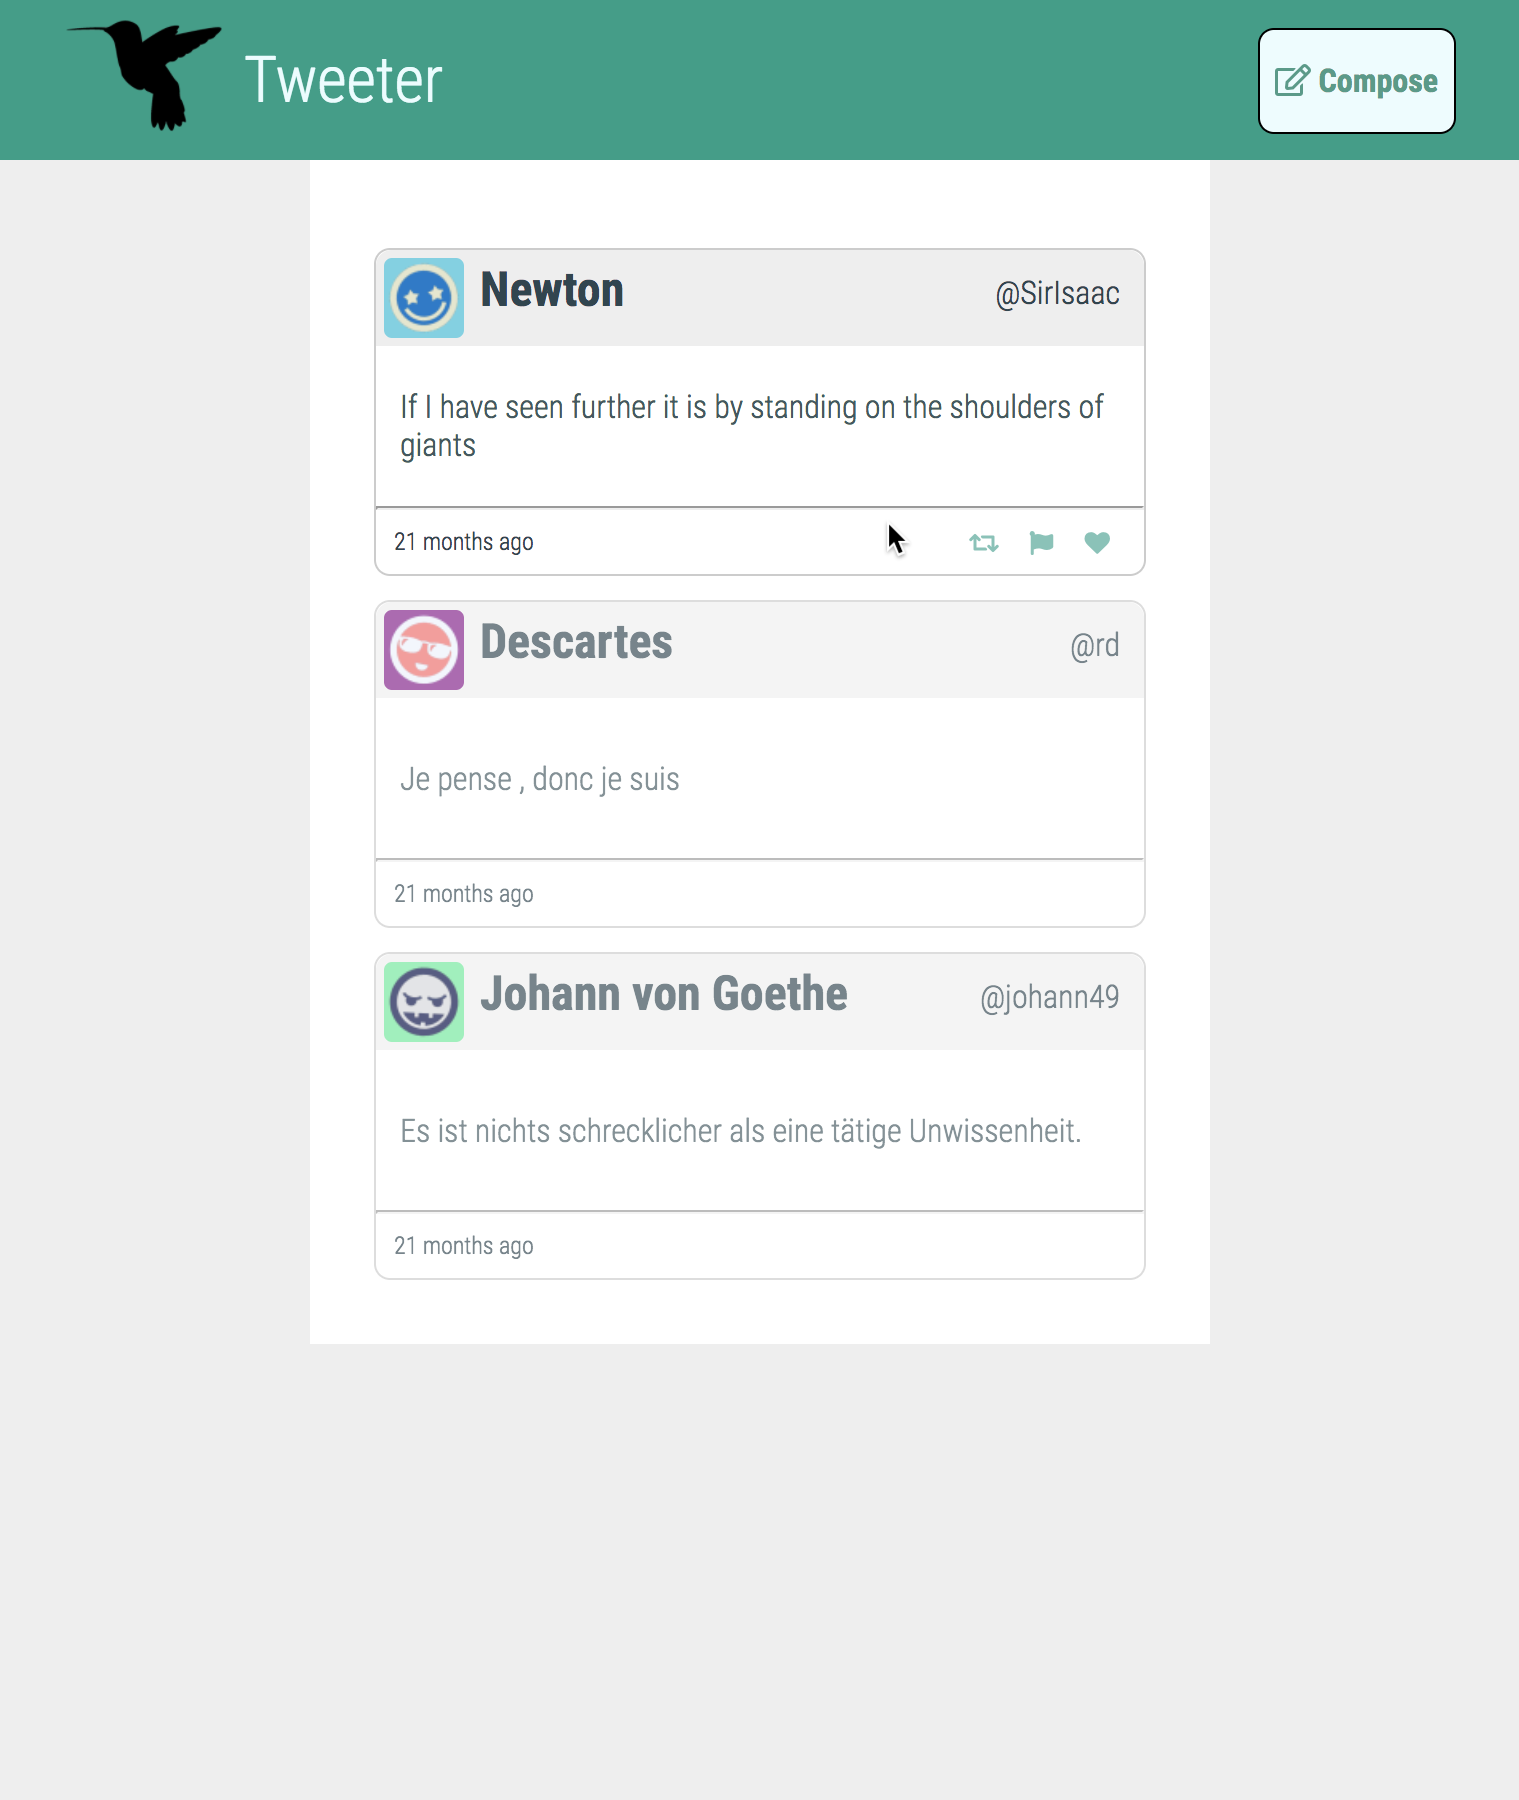 Tweeter
Compose
Newton
@SirIsaac
If I have seen further it is by standing on the shoulders of
giants
21 months ago
Descartes
@rd
Je pense , donc je suis
21 months ago
Johann von Goethe
@johann49
Es ist nichts schrecklicher als eine tätige Unwissenheit.
21 months ago